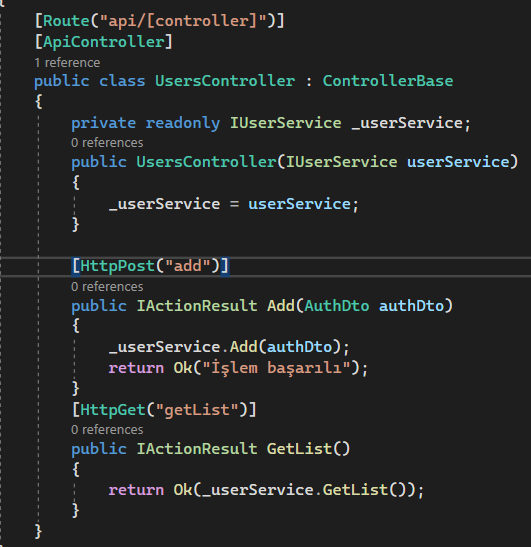 {
[Route("api/[controller]")]
[ApiController]
1 reference
public class UsersController : ControllerBase
{
private readonly IUserService _userService;
0 references
public UsersController(IUserService userService)
{
_userService = userService;
}
[HttpPost("add")]
0 references
public IActionResult Add(AuthDto authDto)
{
_userService.Add(authDto);
return Ok("İşlem başarılı");
}
[HttpGet("getList")]
0 references
public IActionResult GetList()
{
return Ok(_userService.GetList());
}
}